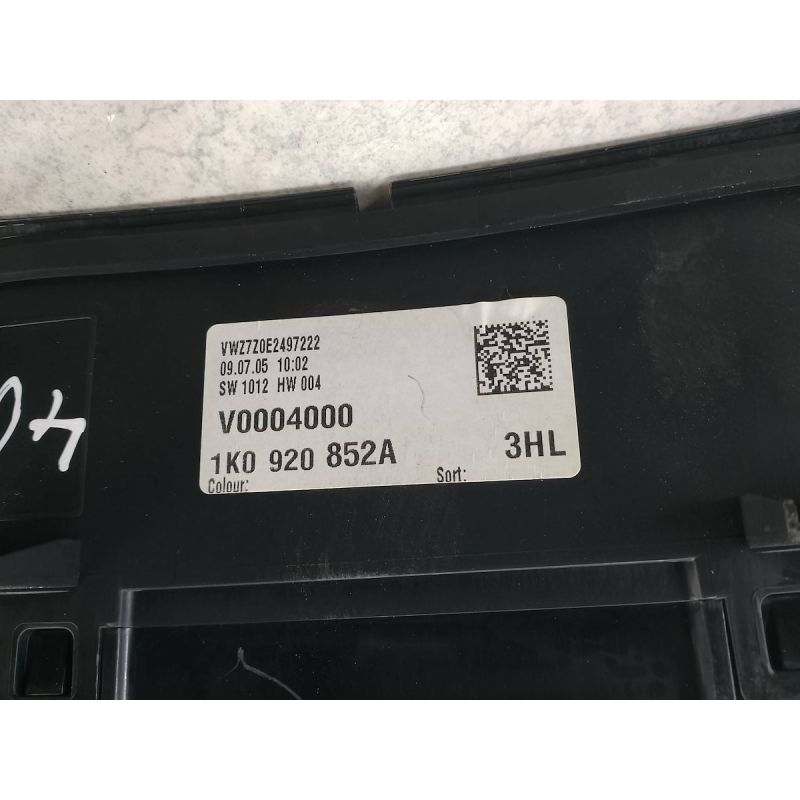 VWZ7Z0E2497222
09.07.05 10:02
SW 1012 HW 004
V0004000
1K0 920 852A 3HL
Colour: Sort: